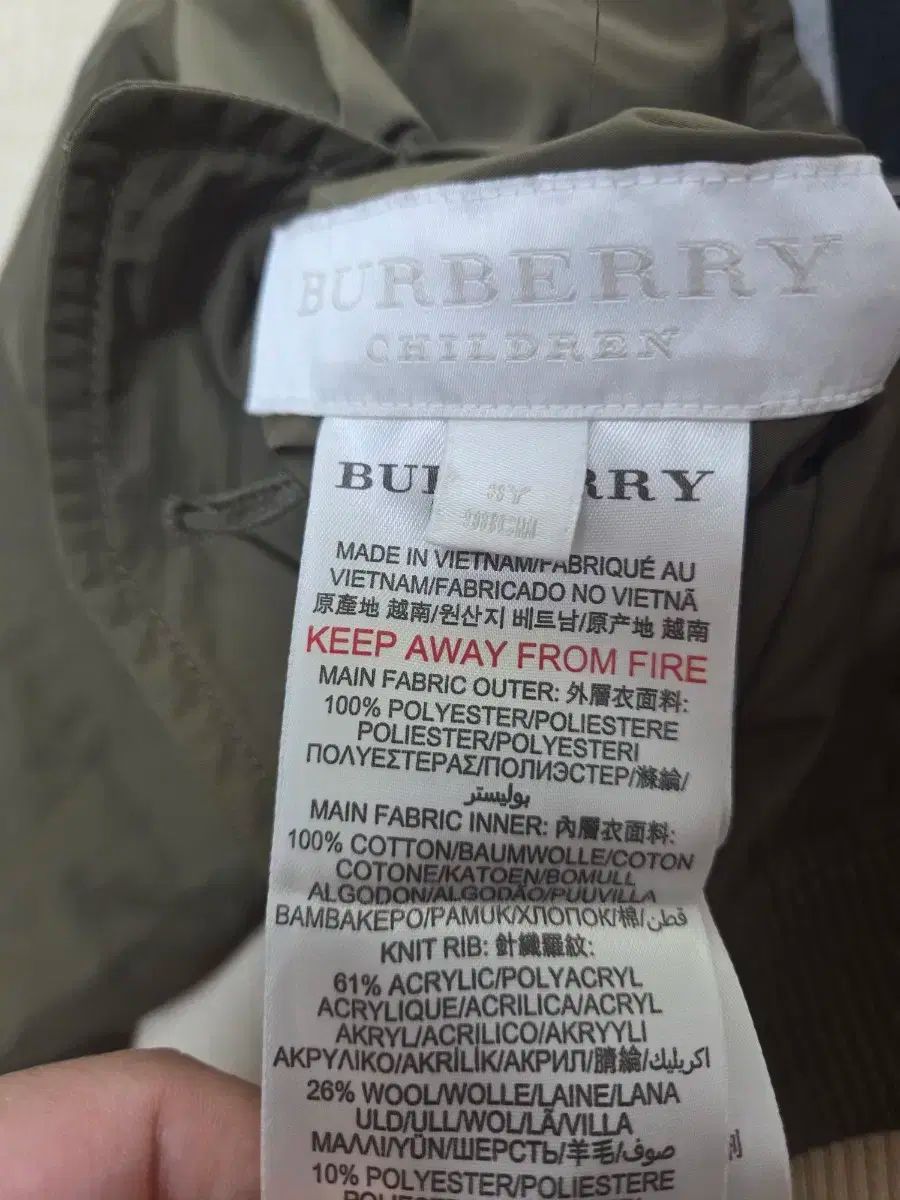 BURBERRY
CHILDREN
BU RRY
MADE IN VIETNAM/FABRIQUÉ AU
VIETNAM/FABRICADO NO VIETNÃ
原產地 越南/원산지 베트남/原产地 越南
KEEP AWAY FROM FIRE
MAIN FABRIC OUTER: 外層衣面料:
100% POLYESTER/POLIESTERE
POLIESTER/POLYESTERI
ΠΟΛΥΕΣΤΕΡΑΣ/ПОЛИЭСТЕР/滌綸/
بوليستر
MAIN FABRIC INNER: 內層衣面料:
100% COTTON/BAUMWOLLE/COTON
COTONE/KATOEN/BOMULL
ALGODON/ALGODÃO/PUUVILLA
BAMBAKEPO/PAMUK/ХЛОПОК/棉/قطن
KNIT RIB: 針織羅紋:
61% ACRYLIC/POLYACRYL
ACRYLIQUE/ACRILICA/ACRYL
AKRYL/ACRILICO/AKRYYLI
ΑΚΡΥΛΙΚΟ/AKRİLİK/АКРИЛ/腈綸/اكريليك
26% WOOL/WOLLE/LAINE/LANA
ULD/ULL/WOL/LÃ/VILLA
ΜΑΛΛΙ/YÜN/ШЕРСТЬ/羊毛/صوف
10% POLYESTER/POLIESTERE